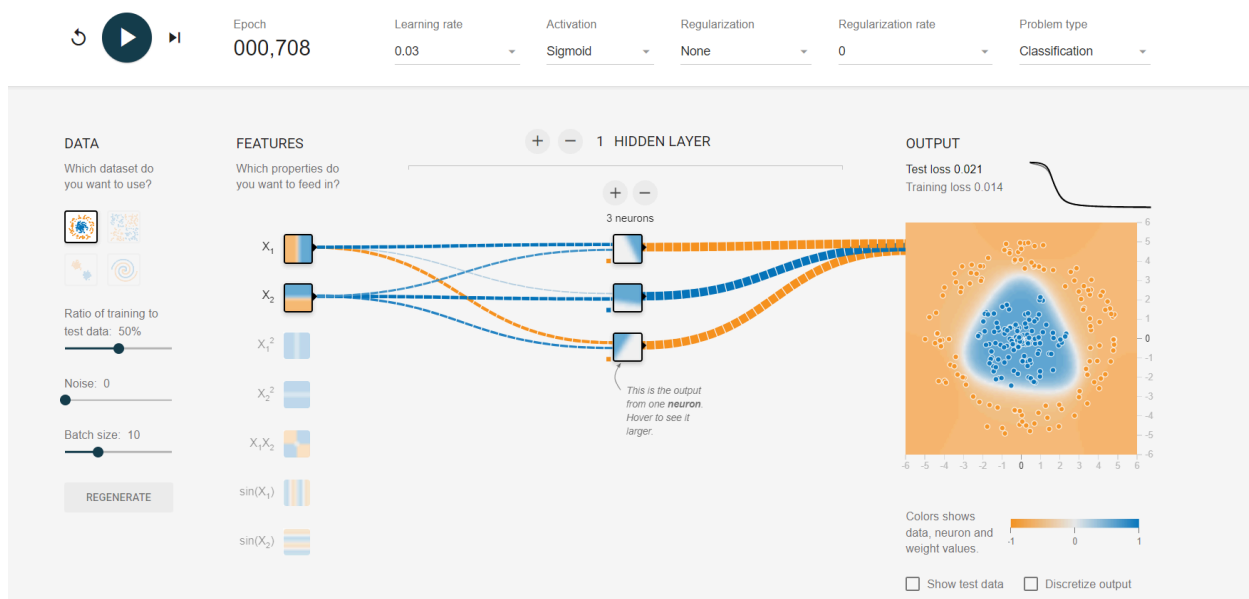 Epoch
000,708
Learning rate
0.03
Activation
Sigmoid
Regularization
None
Regularization rate
0
Problem type
Classification
DATA
Which dataset do
you want to use?
Ratio of training to
test data: 50%
Noise: 0
Batch size: 10
REGENERATE
FEATURES
Which properties do
you want to feed in?
X1
X2
X1²
X2²
X1X2
sin(X1)
sin(X2)
1 HIDDEN LAYER
3 neurons
This is the output
from one neuron.
Hover to see it
larger.
OUTPUT
Test loss 0.021
Training loss 0.014
6
5
4
3
2
1
0
-1
-2
-3
-4
-5
-6
-6 -5 -4 -3 -2 -1 0 1 2 3 4 5 6
Colors shows
data, neuron and
weight values.
-1 0 1
Show test data
Discretize output